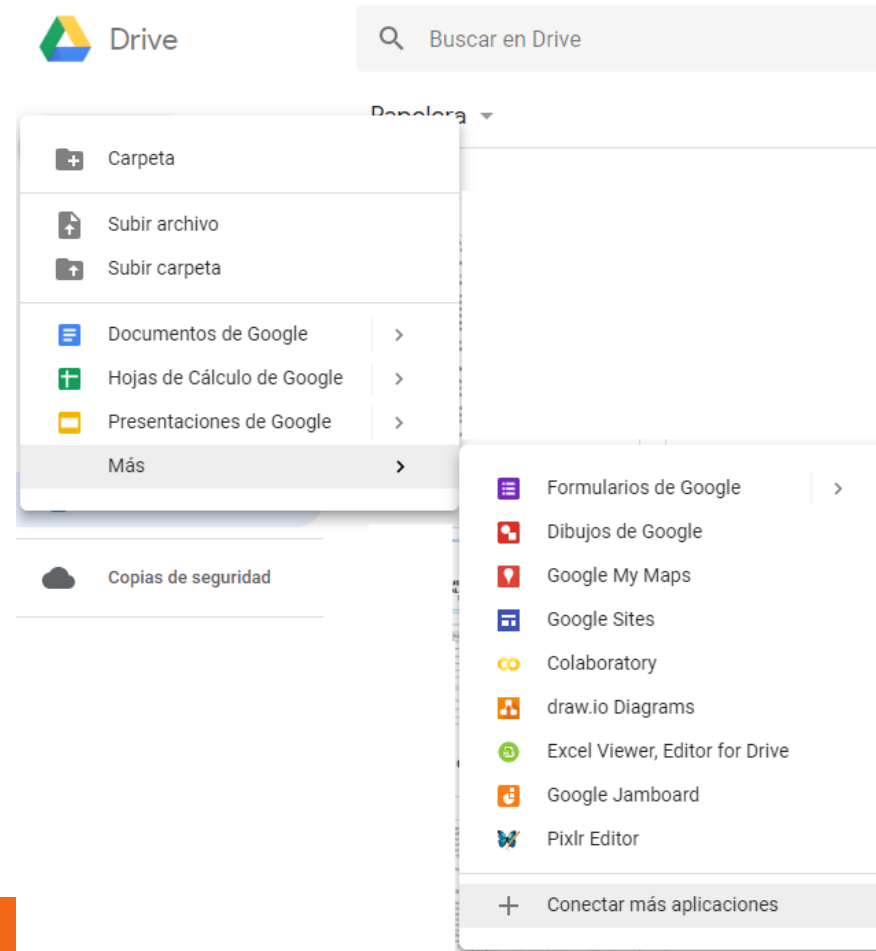 Drive
Buscar en Drive
Papelera
Carpeta
Subir archivo
Subir carpeta
Documentos de Google
Hojas de Cálculo de Google
Presentaciones de Google
Más
Copias de seguridad
Formularios de Google
Dibujos de Google
Google My Maps
Google Sites
Colaboratory
draw.io Diagrams
Excel Viewer, Editor for Drive
Google Jamboard
Pixlr Editor
Conectar más aplicaciones